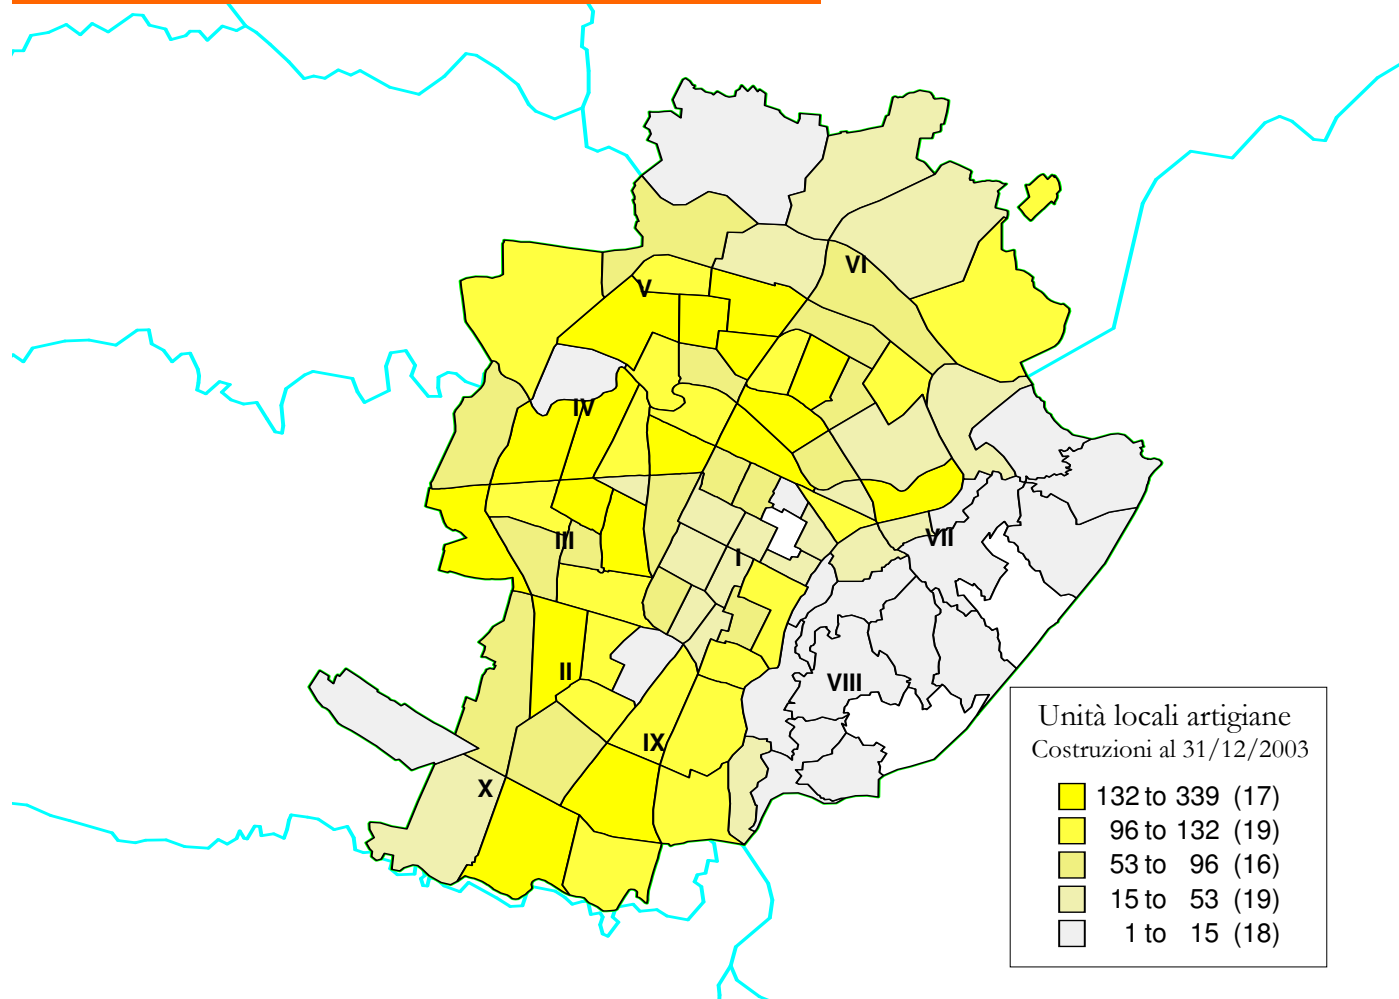 VI
V
IV
III
I
VII
II
VIII
IX
X
Unità locali artigiane
Costruzioni al 31/12/2003
132 to 339 (17)
96 to 132 (19)
53 to 96 (16)
15 to 53 (19)
1 to 15 (18)